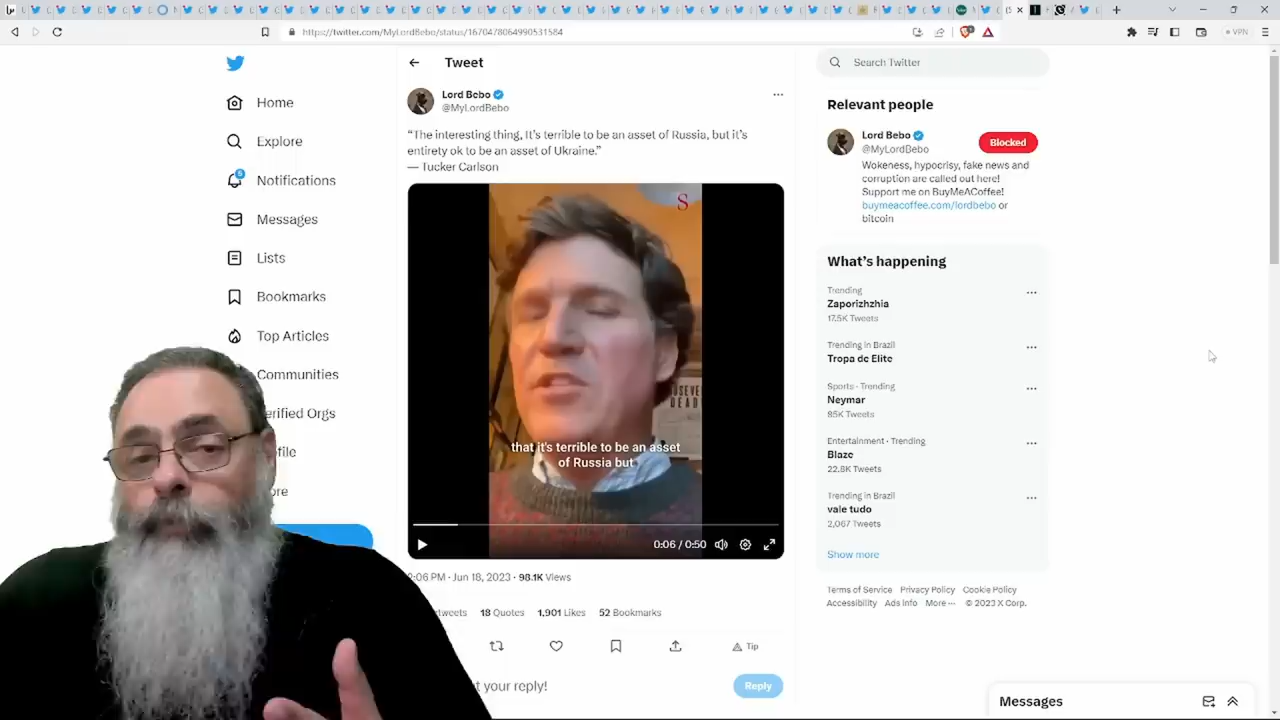 https://twitter.com/MyLordBebo/status/1670478064990531584
VPN
Home
Explore
6
Notifications
Messages
Lists
Bookmarks
Top Articles
Communities
erified Orgs
file
ore
Tweet
Lord Bebo
@MyLordBebo
“The interesting thing, It’s terrible to be an asset of Russia, but it’s
entirety ok to be an asset of Ukraine.”
— Tucker Carlson
S
that it's terrible to be an asset
of Russia but
0:06 / 0:50
:06 PM · Jun 18, 2023 · 98.1K Views
tweets 18 Quotes 1,901 Likes 52 Bookmarks
Tip
t your reply!
Reply
Search Twitter
Relevant people
Lord Bebo
@MyLordBebo
Blocked
Wokeness, hypocrisy, fake news and
corruption are called out here!
Support me on BuyMeACoffee!
buymeacoffee.com/lordbebo or
bitcoin
What’s happening
Trending
Zaporizhzhia
17.5K Tweets
Trending in Brazil
Tropa de Elite
Sports · Trending
Neymar
85K Tweets
Entertainment · Trending
Blaze
22.8K Tweets
Trending in Brazil
vale tudo
2,067 Tweets
Show more
Terms of Service Privacy Policy Cookie Policy
Accessibility Ads info More ··· © 2023 X Corp.
Messages